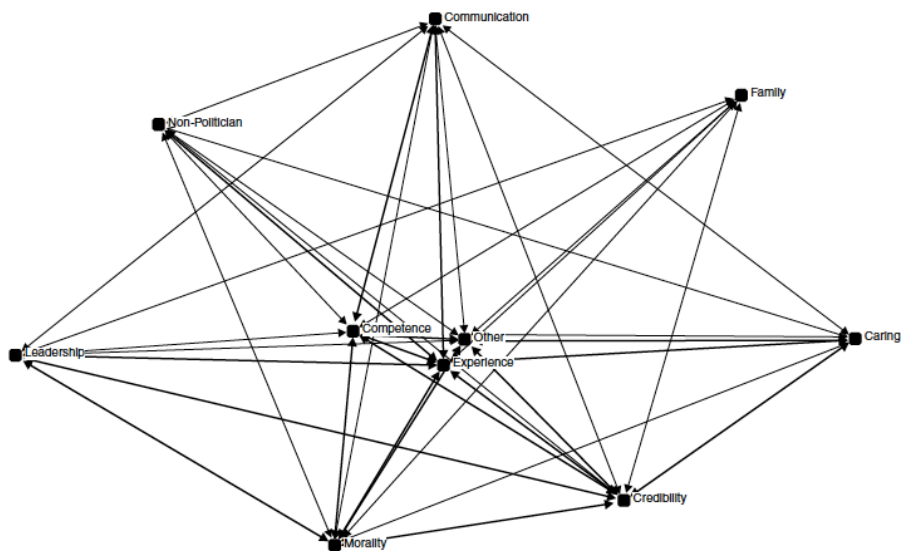 Communication
Family
Non-Politician
Competence
Other
Caring
Leadership
Experience
Credibility
Morality